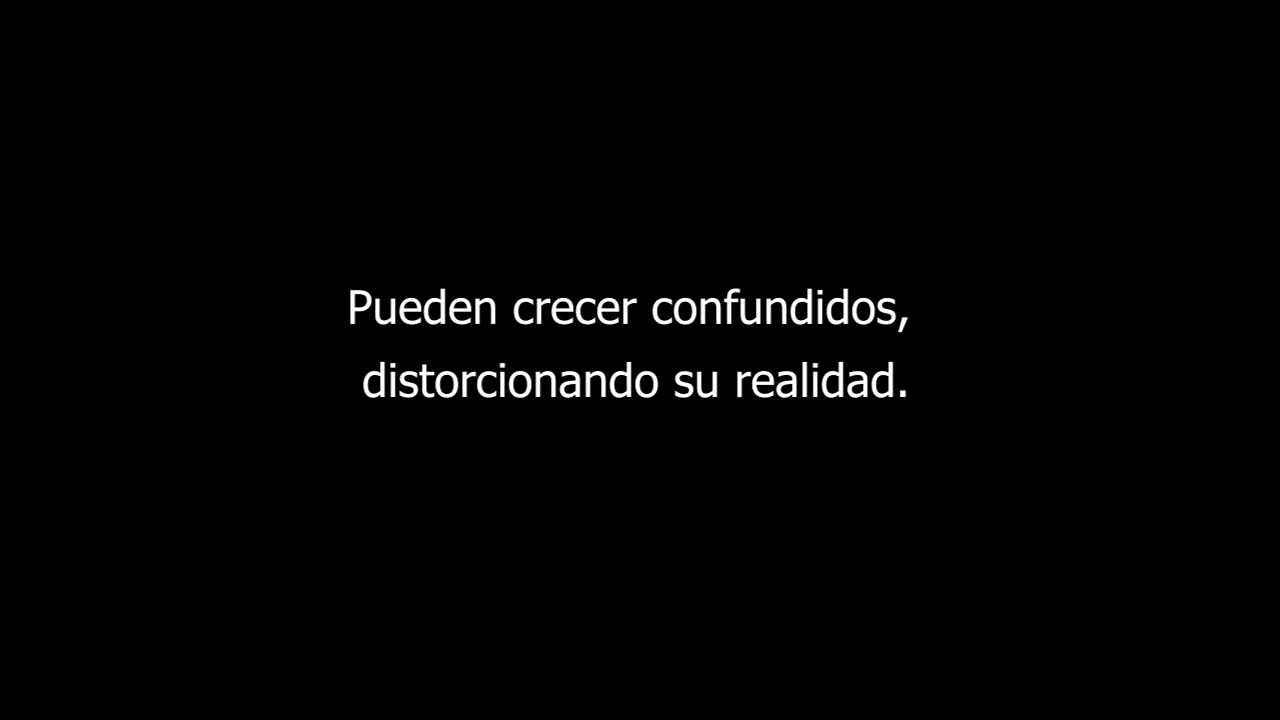 Pueden crecer confundidos,
distorcionando su realidad.